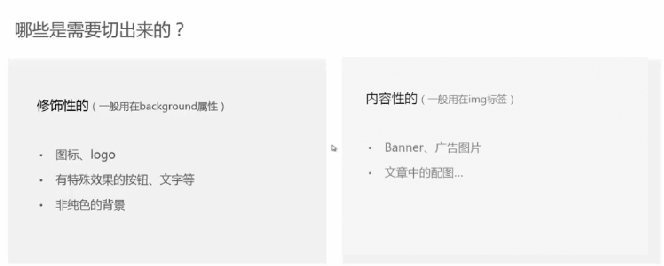 哪些是需要切出来的？
修饰性的（一般用在background属性）
• 图标、logo
• 有特殊效果的按钮、文字等
• 非纯色的背景
内容性的（一般用在img标签）
• Banner、广告图片
• 文章中的配图...